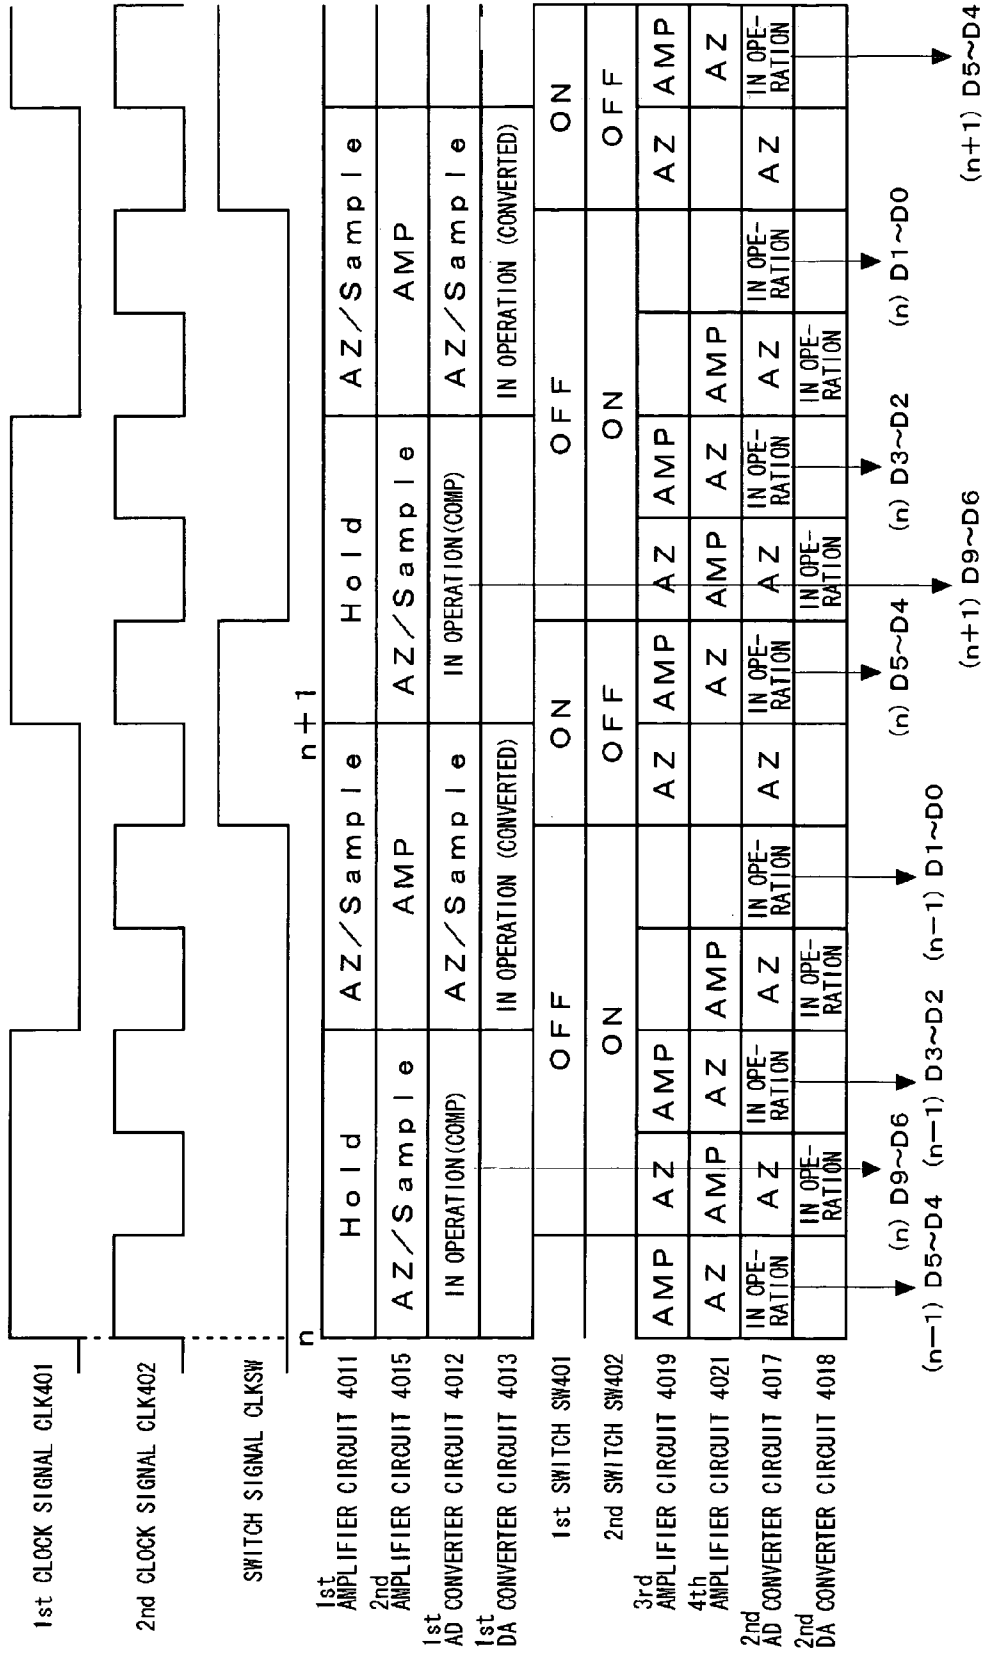 1st CLOCK SIGNAL CLK401
2nd CLOCK SIGNAL CLK402
SWITCH SIGNAL CLKSW
n n+1
1st
AMPLIFIER CIRCUIT 4011 Hold AZ/Sample Hold AZ/Sample
2nd
AMPLIFIER CIRCUIT 4015 AZ/Sample AMP AZ/Sample AMP
1st
AD CONVERTER CIRCUIT 4012 IN OPERATION(COMP) AZ/Sample IN OPERATION(COMP) AZ/Sample
1st
DA CONVERTER CIRCUIT 4013 IN OPERATION (CONVERTED) IN OPERATION (CONVERTED)
1st SWITCH SW401 OFF ON OFF ON
2nd SWITCH SW402 ON OFF ON OFF
3rd
AMPLIFIER CIRCUIT 4019 AMP AZ AMP AZ AMP AZ AMP AZ AMP
4th
AMPLIFIER CIRCUIT 4021 AZ AMP AZ AMP AZ AMP AZ AMP AZ
2nd
AD CONVERTER CIRCUIT 4017 IN OPE-RATION AZ IN OPE-RATION AZ IN OPE-RATION AZ IN OPE-RATION AZ IN OPE-RATION AZ IN OPE-RATION AZ IN OPE-RATION
2nd
DA CONVERTER CIRCUIT 4018 IN OPE-RATION IN OPE-RATION IN OPE-RATION IN OPE-RATION
(n) D9~D6 (n) D5~D4 (n) D3~D2 (n) D1~D0
(n−1) D5~D4 (n−1) D3~D2 (n−1) D1~D0
(n+1) D9~D6 (n+1) D5~D4